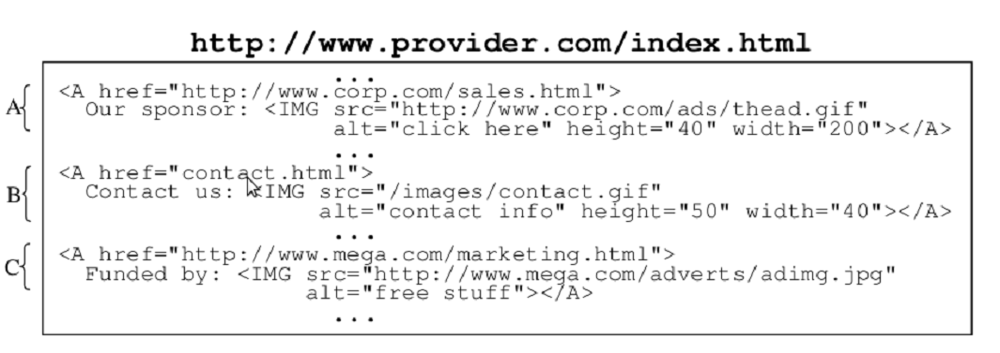 http://www.provider.com/index.html
...
A
<A href="http://www.corp.com/sales.html">
Our sponsor: <IMG src="http://www.corp.com/ads/thead.gif"
alt="click here" height="40" width="200"></A>
...
B
<A href="contact.html">
Contact us: <IMG src="/images/contact.gif"
alt="contact info" height="50" width="40"></A>
...
C
<A href="http://www.mega.com/marketing.html">
Funded by: <IMG src="http://www.mega.com/adverts/adimg.jpg"
alt="free stuff"></A>
...